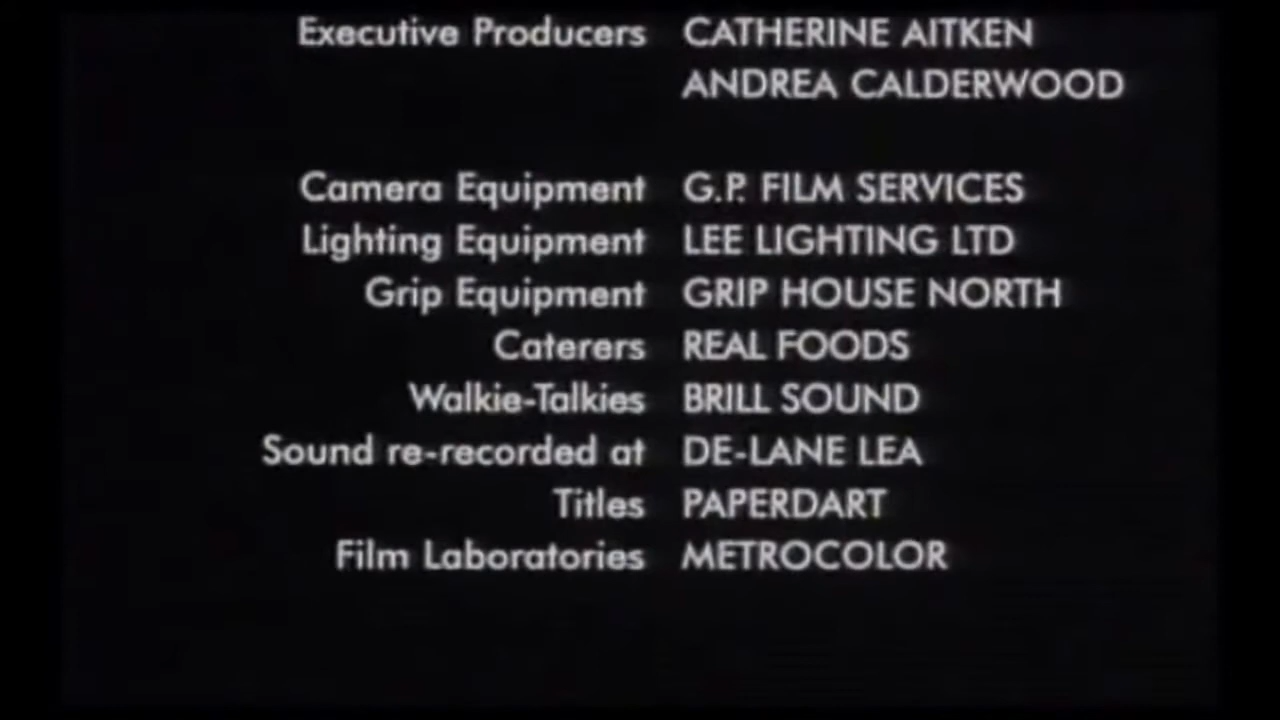 Executive Producers CATHERINE AITKEN
ANDREA CALDERWOOD
Camera Equipment G.P. FILM SERVICES
Lighting Equipment LEE LIGHTING LTD
Grip Equipment GRIP HOUSE NORTH
Caterers REAL FOODS
Walkie-Talkies BRILL SOUND
Sound re-recorded at DE-LANE LEA
Titles PAPERDART
Film Laboratories METROCOLOR